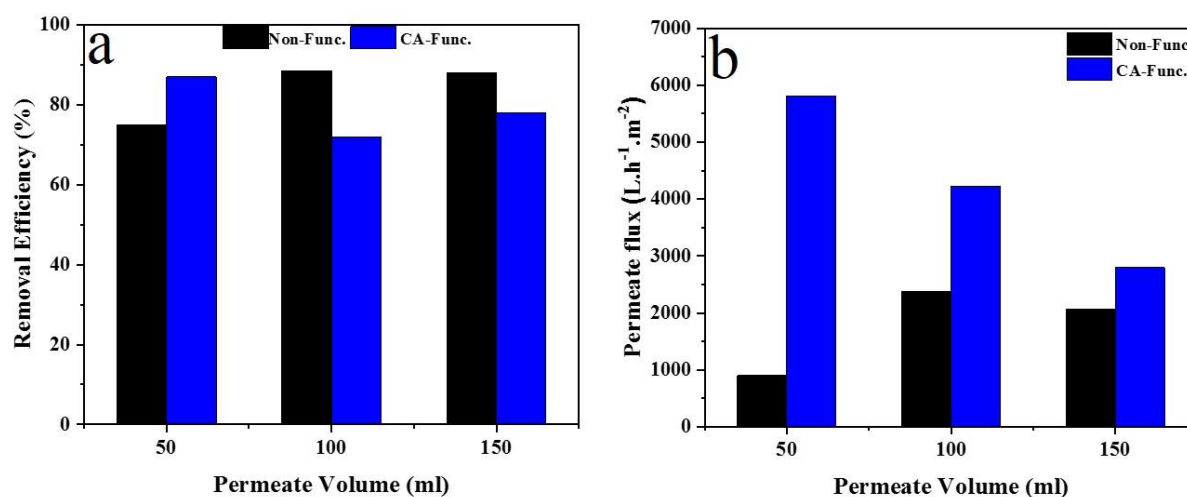 a
Non-Func. CA-Func.
Removal Efficiency (%)
100
80
60
40
20
0
50 100 150
Permeate Volume (ml)
b
Non-Func.
CA-Func.
Permeate flux (L.h⁻¹.m⁻²)
7000
6000
5000
4000
3000
2000
1000
0
50 100 150
Permeate Volume (ml)